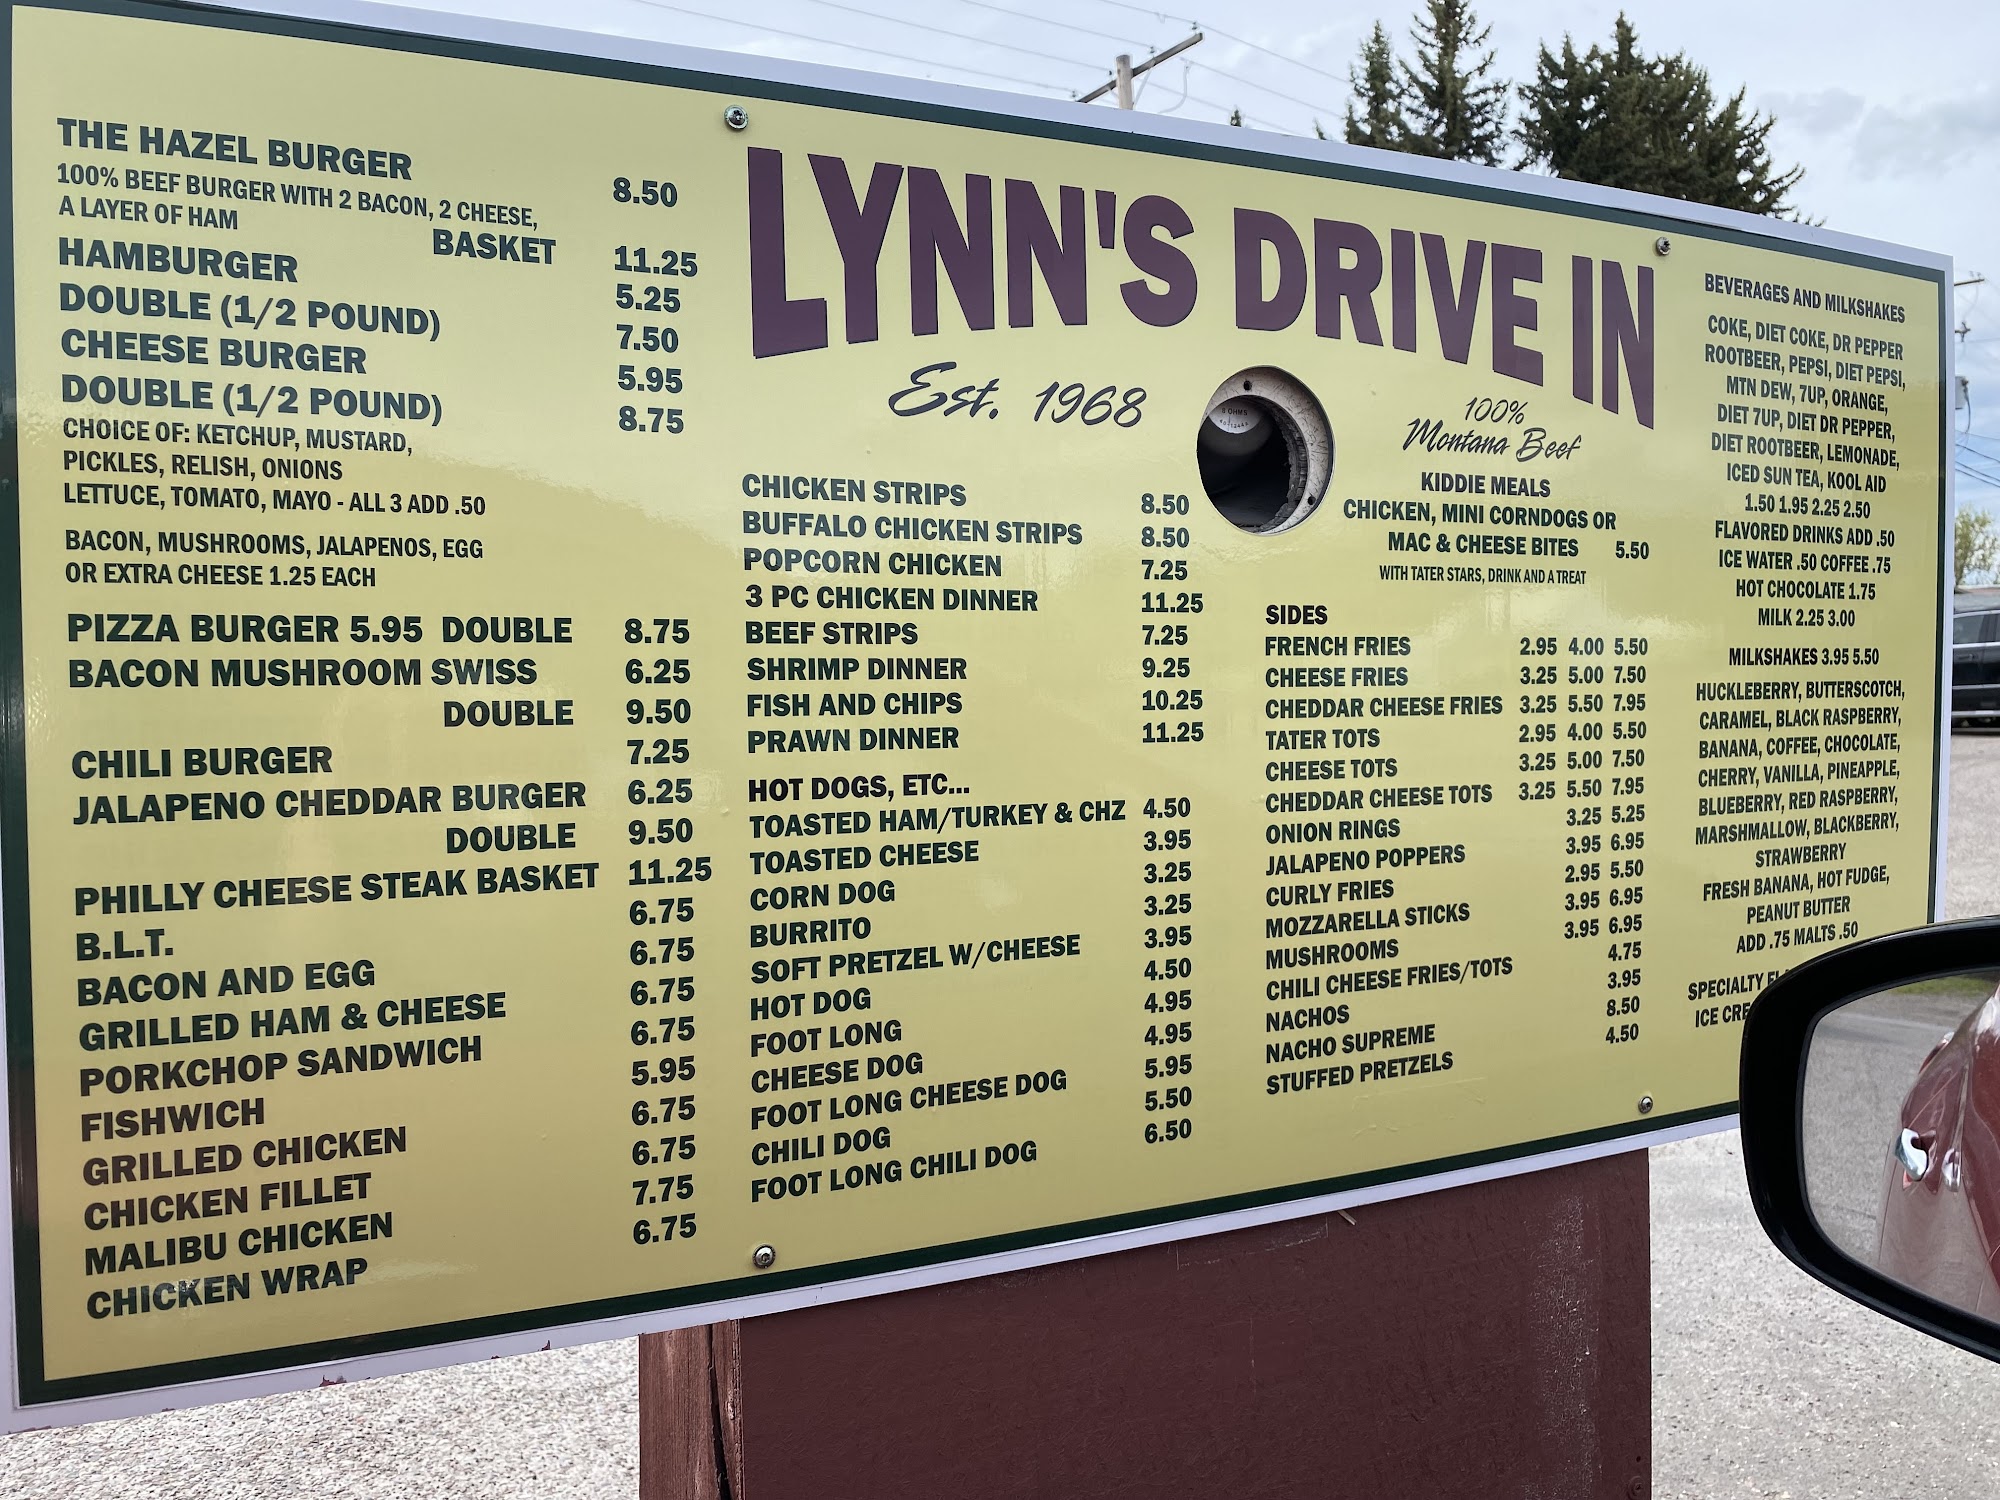 THE HAZEL BURGER 8.50
100% BEEF BURGER WITH 2 BACON, 2 CHEESE,
A LAYER OF HAM
BASKET 11.25
HAMBURGER 5.25
DOUBLE (1/2 POUND) 7.50
CHEESE BURGER 5.95
DOUBLE (1/2 POUND) 8.75
CHOICE OF: KETCHUP, MUSTARD,
PICKLES, RELISH, ONIONS
LETTUCE, TOMATO, MAYO - ALL 3 ADD .50
BACON, MUSHROOMS, JALAPENOS, EGG
OR EXTRA CHEESE 1.25 EACH
PIZZA BURGER 5.95 DOUBLE 8.75
BACON MUSHROOM SWISS 6.25
DOUBLE 9.50
CHILI BURGER 7.25
JALAPENO CHEDDAR BURGER 6.25
DOUBLE 9.50
PHILLY CHEESE STEAK BASKET 11.25
B.L.T. 6.75
BACON AND EGG 6.75
GRILLED HAM & CHEESE 6.75
PORKCHOP SANDWICH 6.75
FISHWICH 5.95
GRILLED CHICKEN 6.75
CHICKEN FILLET 6.75
MALIBU CHICKEN 7.75
CHICKEN WRAP 6.75
LYNN'S DRIVE IN
Est. 1968
8 OHMS
100%
Montana Beef
CHICKEN STRIPS 8.50
BUFFALO CHICKEN STRIPS 8.50
POPCORN CHICKEN 7.25
3 PC CHICKEN DINNER 11.25
BEEF STRIPS 7.25
SHRIMP DINNER 9.25
FISH AND CHIPS 10.25
PRAWN DINNER 11.25
HOT DOGS, ETC...
TOASTED HAM/TURKEY & CHZ 4.50
TOASTED CHEESE 3.95
CORN DOG 3.25
BURRITO 3.25
SOFT PRETZEL W/CHEESE 3.95
HOT DOG 4.50
FOOT LONG 4.95
CHEESE DOG 4.95
FOOT LONG CHEESE DOG 5.95
CHILI DOG 5.50
FOOT LONG CHILI DOG 6.50
KIDDIE MEALS
CHICKEN, MINI CORNDOGS OR
MAC & CHEESE BITES 5.50
WITH TATER STARS, DRINK AND A TREAT
SIDES
FRENCH FRIES 2.95 4.00 5.50
CHEESE FRIES 3.25 5.00 7.50
CHEDDAR CHEESE FRIES 3.25 5.50 7.95
TATER TOTS 2.95 4.00 5.50
CHEESE TOTS 3.25 5.00 7.50
CHEDDAR CHEESE TOTS 3.25 5.50 7.95
ONION RINGS 3.25 5.25
JALAPENO POPPERS 3.95 6.95
CURLY FRIES 2.95 5.50
MOZZARELLA STICKS 3.95 6.95
MUSHROOMS 3.95 6.95
CHILI CHEESE FRIES/TOTS 4.75
NACHOS 3.95
NACHO SUPREME 8.50
STUFFED PRETZELS 4.50
BEVERAGES AND MILKSHAKES
COKE, DIET COKE, DR PEPPER
ROOTBEER, PEPSI, DIET PEPSI,
MTN DEW, 7UP, ORANGE,
DIET 7UP, DIET DR PEPPER,
DIET ROOTBEER, LEMONADE,
ICED SUN TEA, KOOL AID
1.50 1.95 2.25 2.50
FLAVORED DRINKS ADD .50
ICE WATER .50 COFFEE .75
HOT CHOCOLATE 1.75
MILK 2.25 3.00
MILKSHAKES 3.95 5.50
HUCKLEBERRY, BUTTERSCOTCH,
CARAMEL, BLACK RASPBERRY,
BANANA, COFFEE, CHOCOLATE,
CHERRY, VANILLA, PINEAPPLE,
BLUEBERRY, RED RASPBERRY,
MARSHMALLOW, BLACKBERRY,
STRAWBERRY
FRESH BANANA, HOT FUDGE,
PEANUT BUTTER
ADD .75 MALTS .50
SPECIALTY
ICE